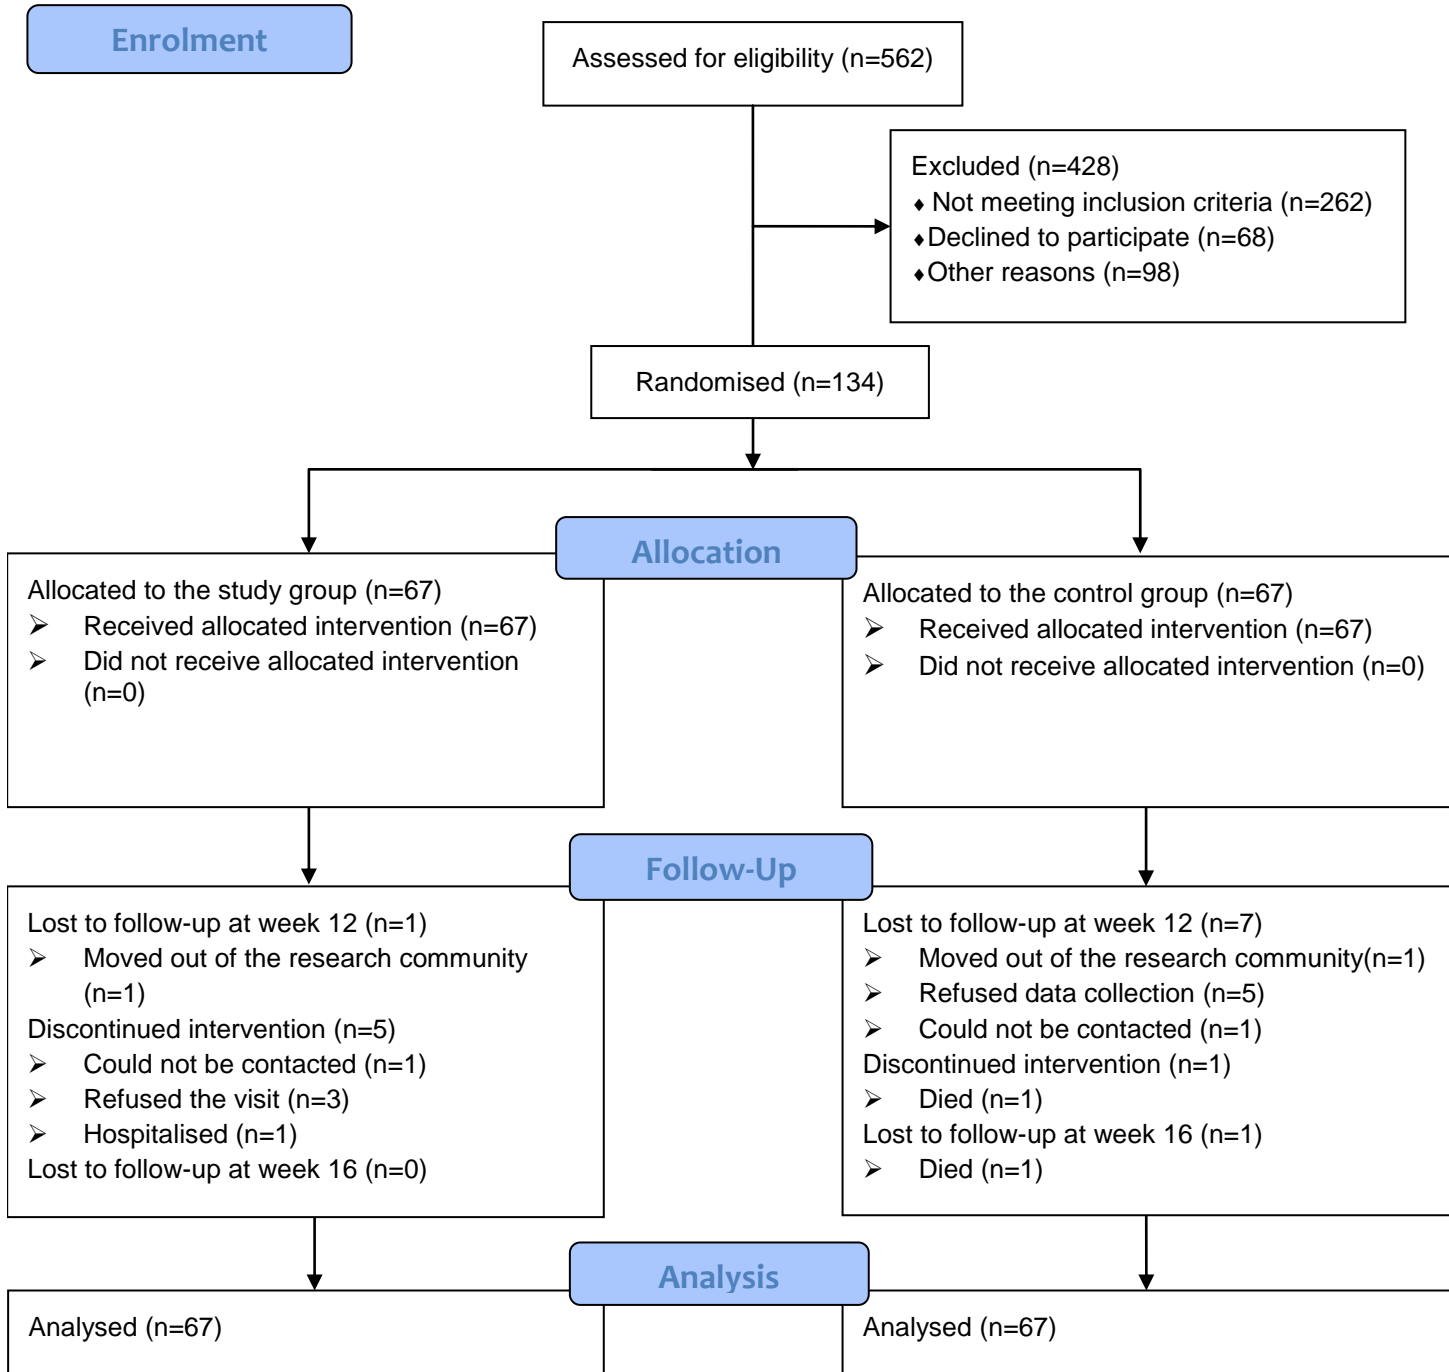 Enrolment
Assessed for eligibility (n=562)
Excluded (n=428)
♦ Not meeting inclusion criteria (n=262)
♦Declined to participate (n=68)
♦Other reasons (n=98)
Randomised (n=134)
Allocation
Allocated to the study group (n=67)
➢ Received allocated intervention (n=67)
➢ Did not receive allocated intervention
(n=0)
Allocated to the control group (n=67)
➢ Received allocated intervention (n=67)
➢ Did not receive allocated intervention (n=0)
Follow-Up
Lost to follow-up at week 12 (n=1)
➢ Moved out of the research community
(n=1)
Discontinued intervention (n=5)
➢ Could not be contacted (n=1)
➢ Refused the visit (n=3)
➢ Hospitalised (n=1)
Lost to follow-up at week 16 (n=0)
Lost to follow-up at week 12 (n=7)
➢ Moved out of the research community(n=1)
➢ Refused data collection (n=5)
➢ Could not be contacted (n=1)
Discontinued intervention (n=1)
➢ Died (n=1)
Lost to follow-up at week 16 (n=1)
➢ Died (n=1)
Analysis
Analysed (n=67)
Analysed (n=67)